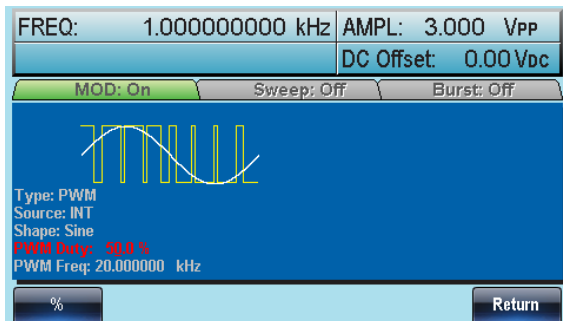 FREQ: 1.000000000 kHz AMPL: 3.000 VPP
DC Offset: 0.00 VDC
MOD: On Sweep: Off Burst: Off
Type: PWM
Source: INT
Shape: Sine
PWM Duty: 50.0 %
PWM Freq: 20.000000 kHz
% Return